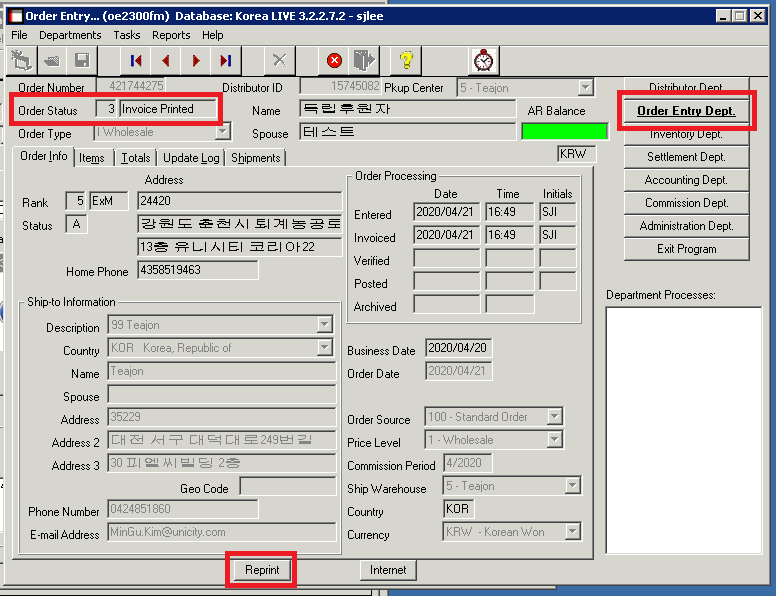 Order Entry... (oe2300fm)  Database: Korea LIVE 3.2.2.7.2 - sjlee
File Departments Tasks Reports Help
Order Number 421744275 Distributor ID 15745082 Pkup Center 5 - Teajon
Distributor Dept.
Order Status 3 Invoice Printed Name 독립후원자 AR Balance
Order Entry Dept.
Order Type Wholesale Spouse 테스트
Inventory Dept.
Order Info Items Totals Update Log Shipments KRW
Settlement Dept.
Accounting Dept.
Commission Dept.
Administration Dept.
Exit Program
Address
Rank 5 ExM 24420
Status A 강원도 춘천시 퇴계농공로
13층 유니시티 코리아22
Home Phone 4358519463
Order Processing
Date Time Initials
Entered 2020/04/21 16:49 SJI
Invoiced 2020/04/21 16:49 SJI
Verified
Posted
Archived
Department Processes:
Ship-to Information
Description 99 Teajon
Country KOR Korea, Republic of
Name Teajon
Spouse
Address 35229
Address 2 대전 서구 대덕대로249번길
Address 3 30 피엘씨빌딩 2층
Geo Code
Phone Number 0424851860
E-mail Address MinGu.Kim@unicity.com
Business Date 2020/04/20
Order Date 2020/04/21
Order Source 100 - Standard Order
Price Level 1 - Wholesale
Commission Period 4/2020
Ship Warehouse 5 - Teajon
Country KOR
Currency KRW - Korean Won
Reprint Internet